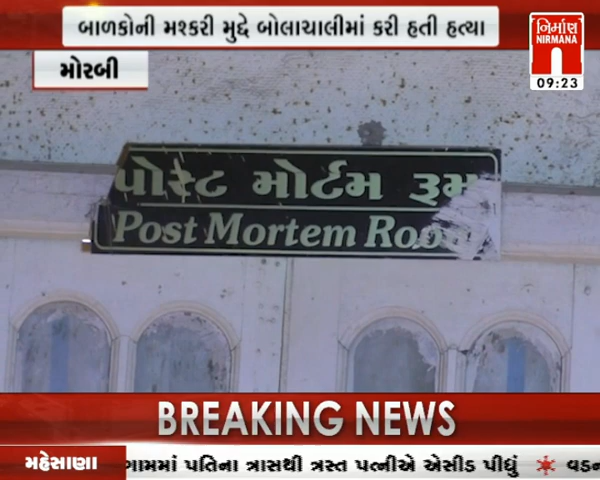 બાળકોની મશ્કરી મુદ્દે બોલાચાલીમાં કરી હતી હત્યા
મોરબી
નિર્માણ
NIRMANA
09:23
પોસ્ટ મોર્ટમ રૂમ
Post Mortem Room
BREAKING NEWS
મહેસાણા ગામમાં પતિના ત્રાસથી ત્રસ્ત પત્નીએ એસીડ પીધું